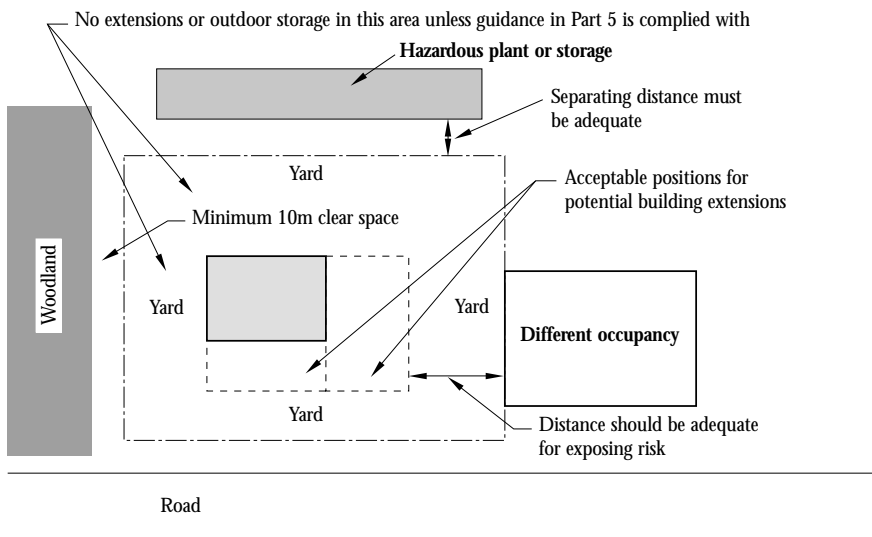 No extensions or outdoor storage in this area unless guidance in Part 5 is complied with
Hazardous plant or storage
Separating distance must
be adequate
Yard
Acceptable positions for
potential building extensions
Minimum 10m clear space
Woodland
Yard
Yard
Different occupancy
Yard
Distance should be adequate
for exposing risk
Road